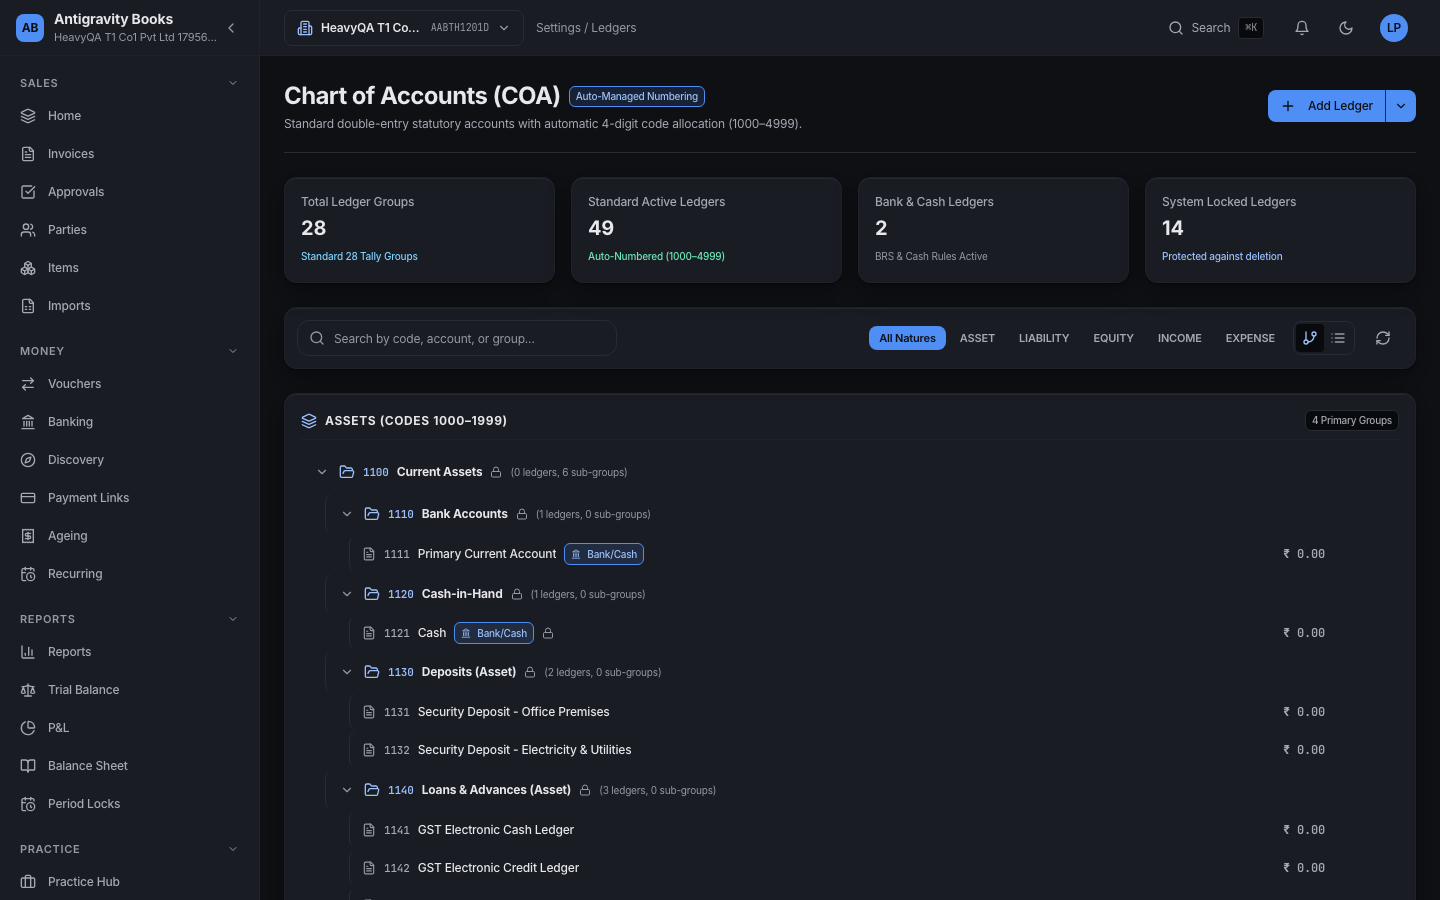 AB
Antigravity Books
HeavyQA T1 Co1 Pvt Ltd 17956...
SALES
Home
Invoices
Approvals
Parties
Items
Imports
MONEY
Vouchers
Banking
Discovery
Payment Links
Ageing
Recurring
REPORTS
Reports
Trial Balance
P&L
Balance Sheet
Period Locks
PRACTICE
Practice Hub
HeavyQA T1 Co... AABTH1201D
Settings / Ledgers
Search ⌘K
LP
Chart of Accounts (COA) Auto-Managed Numbering
Standard double-entry statutory accounts with automatic 4-digit code allocation (1000–4999).
Add Ledger
Total Ledger Groups
28
Standard 28 Tally Groups
Standard Active Ledgers
49
Auto-Numbered (1000–4999)
Bank & Cash Ledgers
2
BRS & Cash Rules Active
System Locked Ledgers
14
Protected against deletion
Search by code, account, or group...
All Natures ASSET LIABILITY EQUITY INCOME EXPENSE
ASSETS (CODES 1000–1999) 4 Primary Groups
1100 Current Assets (0 ledgers, 6 sub-groups)
1110 Bank Accounts (1 ledgers, 0 sub-groups)
1111 Primary Current Account Bank/Cash ₹ 0.00
1120 Cash-in-Hand (1 ledgers, 0 sub-groups)
1121 Cash Bank/Cash ₹ 0.00
1130 Deposits (Asset) (2 ledgers, 0 sub-groups)
1131 Security Deposit - Office Premises ₹ 0.00
1132 Security Deposit - Electricity & Utilities ₹ 0.00
1140 Loans & Advances (Asset) (3 ledgers, 0 sub-groups)
1141 GST Electronic Cash Ledger ₹ 0.00
1142 GST Electronic Credit Ledger ₹ 0.00